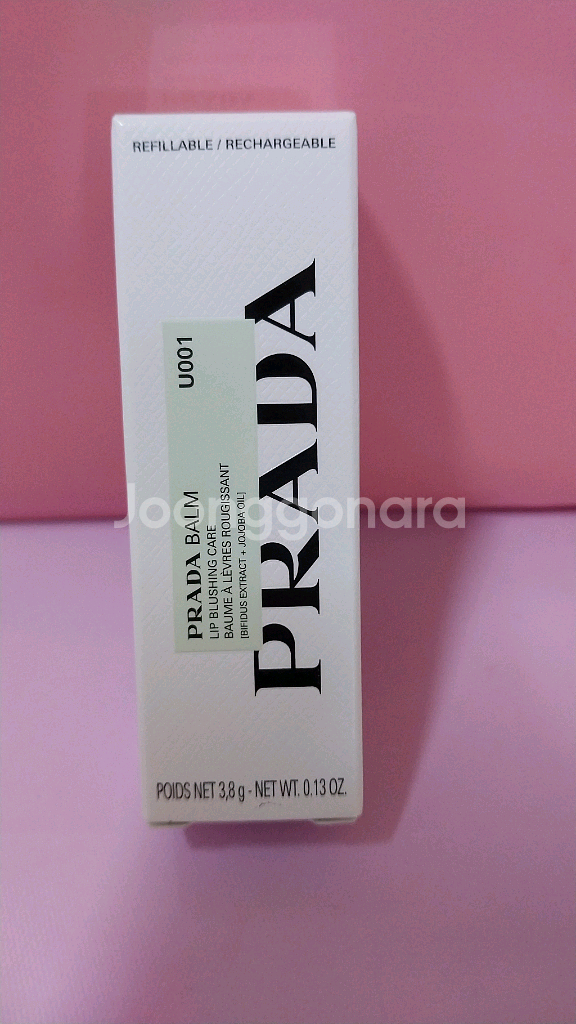 REFILLABLE / RECHARGEABLE
PRADA
U001
PRADA BALM
LIP BLUSHING CARE
BAUME À LÈVRES ROUGISSANT
[BIFIDUS EXTRACT + JOJOBA OIL]
POIDS NET 3,8 g - NET WT. 0.13 OZ.
Joonggonara